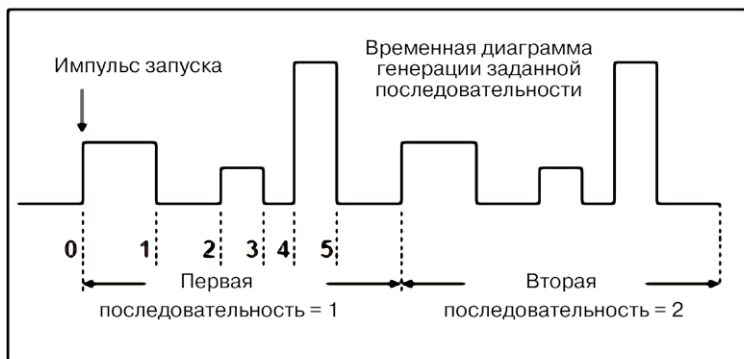 Импульс запуска
Временная диаграмма
генерации заданной
последовательности
0 1 2 3 4 5
Первая
последовательность = 1
Вторая
последовательность = 2